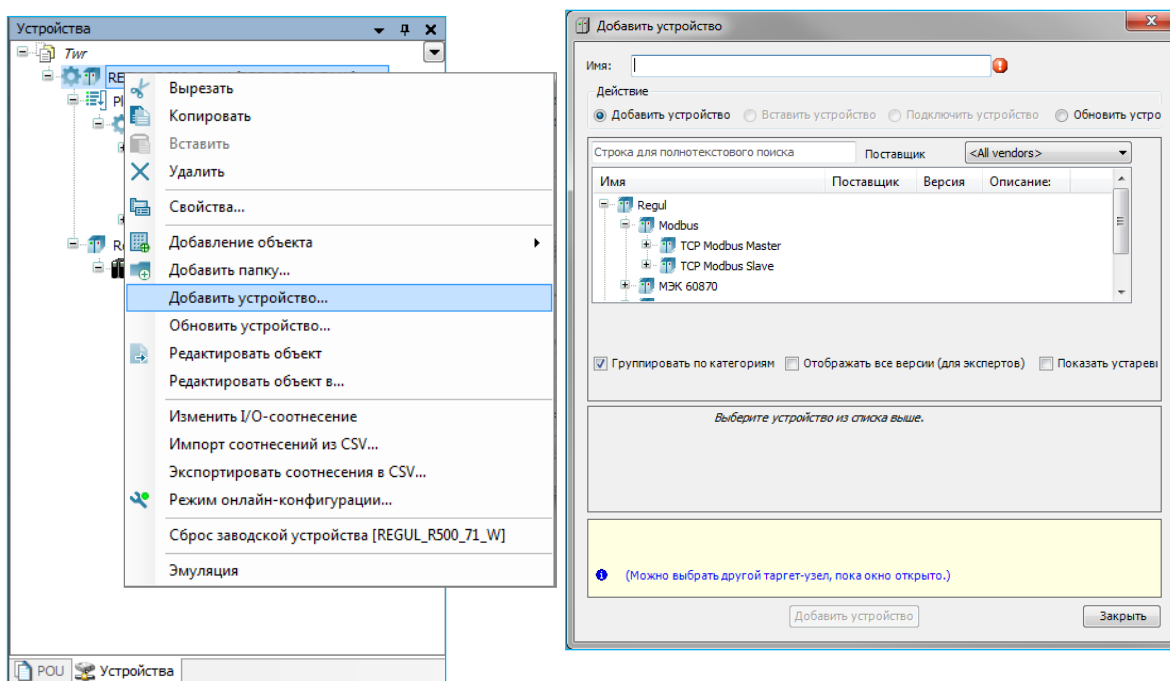 Устройства
Twr
RE
Pl
R
Вырезать
Копировать
Вставить
Удалить
Свойства...
Добавление объекта
Добавить папку...
Добавить устройство...
Обновить устройство...
Редактировать объект
Редактировать объект в...
Изменить I/O-соотнесение
Импорт соотнесений из CSV...
Экспортировать соотнесения в CSV...
Режим онлайн-конфигурации...
Сброс заводской устройства [REGUL_R500_71_W]
Эмуляция
POU Устройства
Добавить устройство
Имя:
Действие
Добавить устройство Вставить устройство Подключить устройство Обновить устро
Строка для полнотекстового поиска Поставщик <All vendors>
Имя Поставщик Версия Описание:
Regul
Modbus
TCP Modbus Master
TCP Modbus Slave
МЭК 60870
Группировать по категориям Отображать все версии (для экспертов) Показать устареві
Выберите устройство из списка выше.
(Можно выбрать другой таргет-узел, пока окно открыто.)
Добавить устройство Закрыть